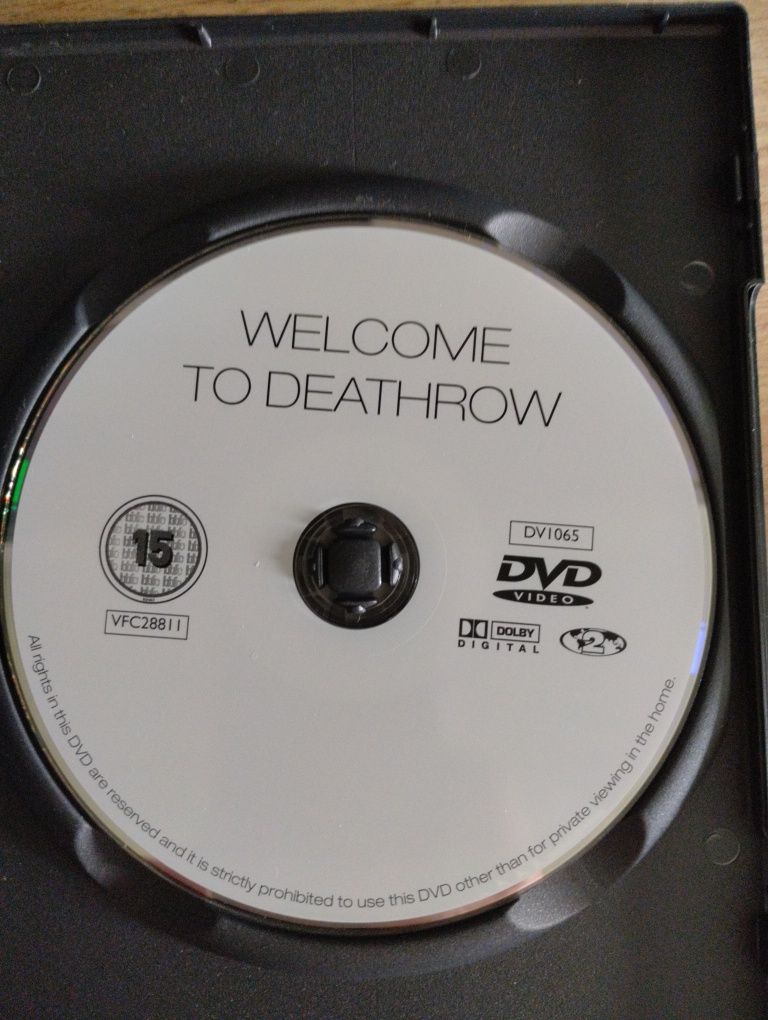 WELCOME
TO DEATHROW
15
VFC28811
DV1065
DVD
VIDEO
DOLBY
DIGITAL
2
All rights in this DVD are reserved and it is strictly prohibited to use this DVD other than for private viewing in the home.